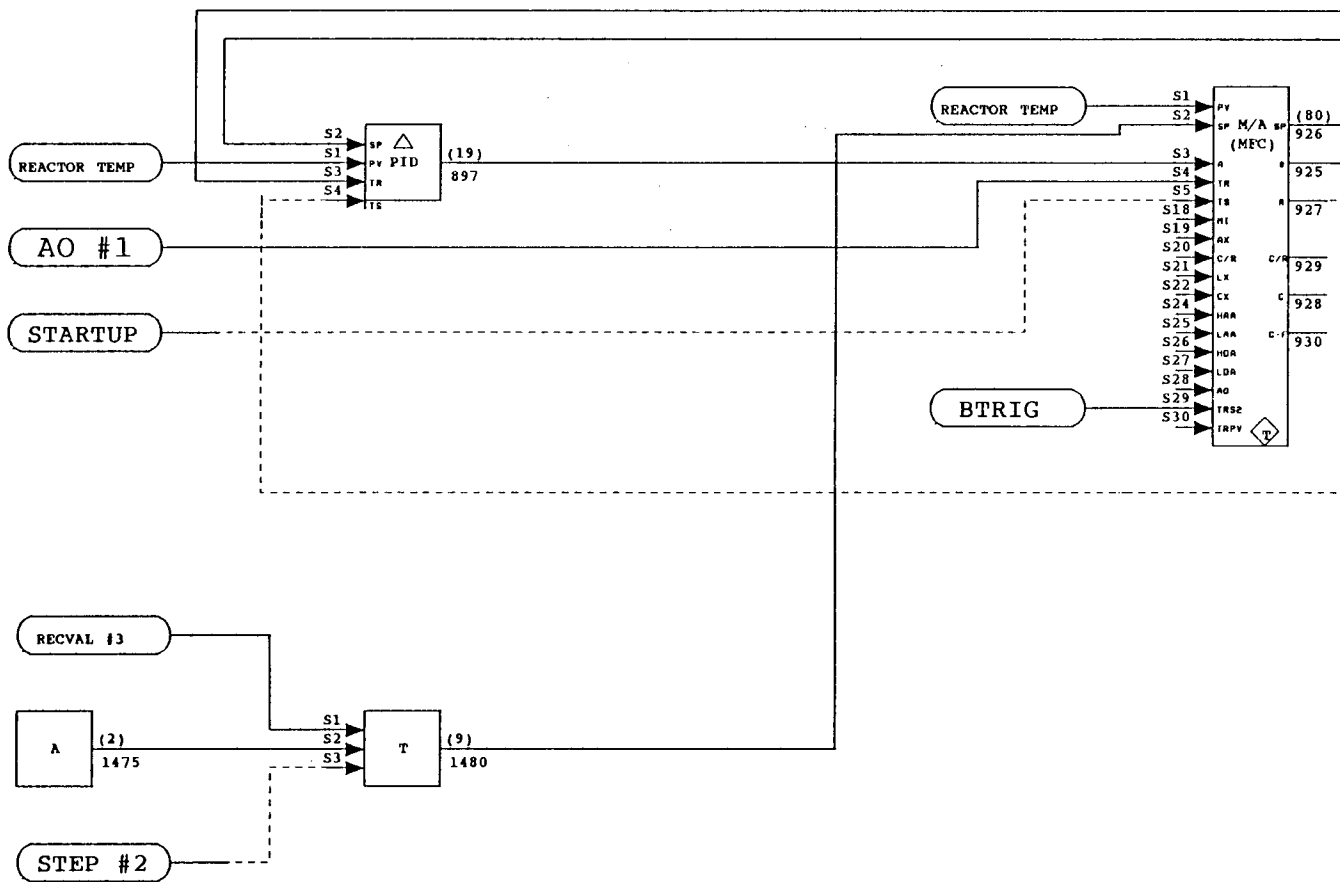 REACTOR TEMP
S2
S1
S3
S4
SP
PV
TR
TS
PID
(19)
897
AO #1
STARTUP
REACTOR TEMP
BTRIG
S1
S2
S3
S4
S5
S18
S19
S20
S21
S22
S24
S25
S26
S27
S28
S29
S30
PV
SP
A
TR
TS
MI
AX
C/R
LX
CX
HAA
LAA
HDA
LDA
AO
TRS2
TRPV
M/A
(MFC)
T
SP
C/R
C
C-F
(80)
926
925
927
929
928
930
RECVAL #3
A
(2)
1475
S1
S2
S3
T
(9)
1480
STEP #2